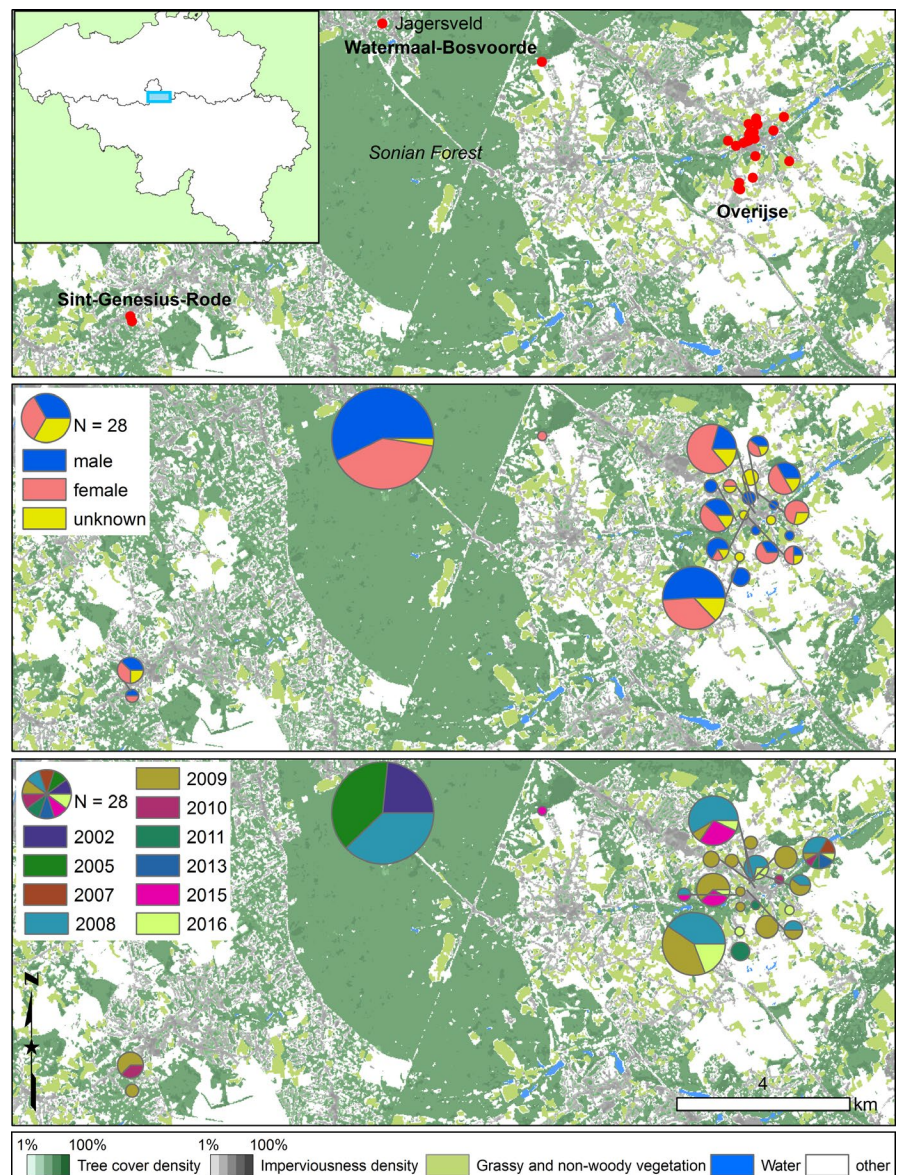 Jagersveld
Watermaal-Bosvoorde
Sonian Forest
Overijse
Sint-Genesius-Rode
N = 28
male
female
unknown
N = 28
2002
2005
2007
2008
2009
2010
2011
2013
2015
2016
N
4
km
1% 100% 1% 100%
Tree cover density Imperviousness density Grassy and non-woody vegetation Water other